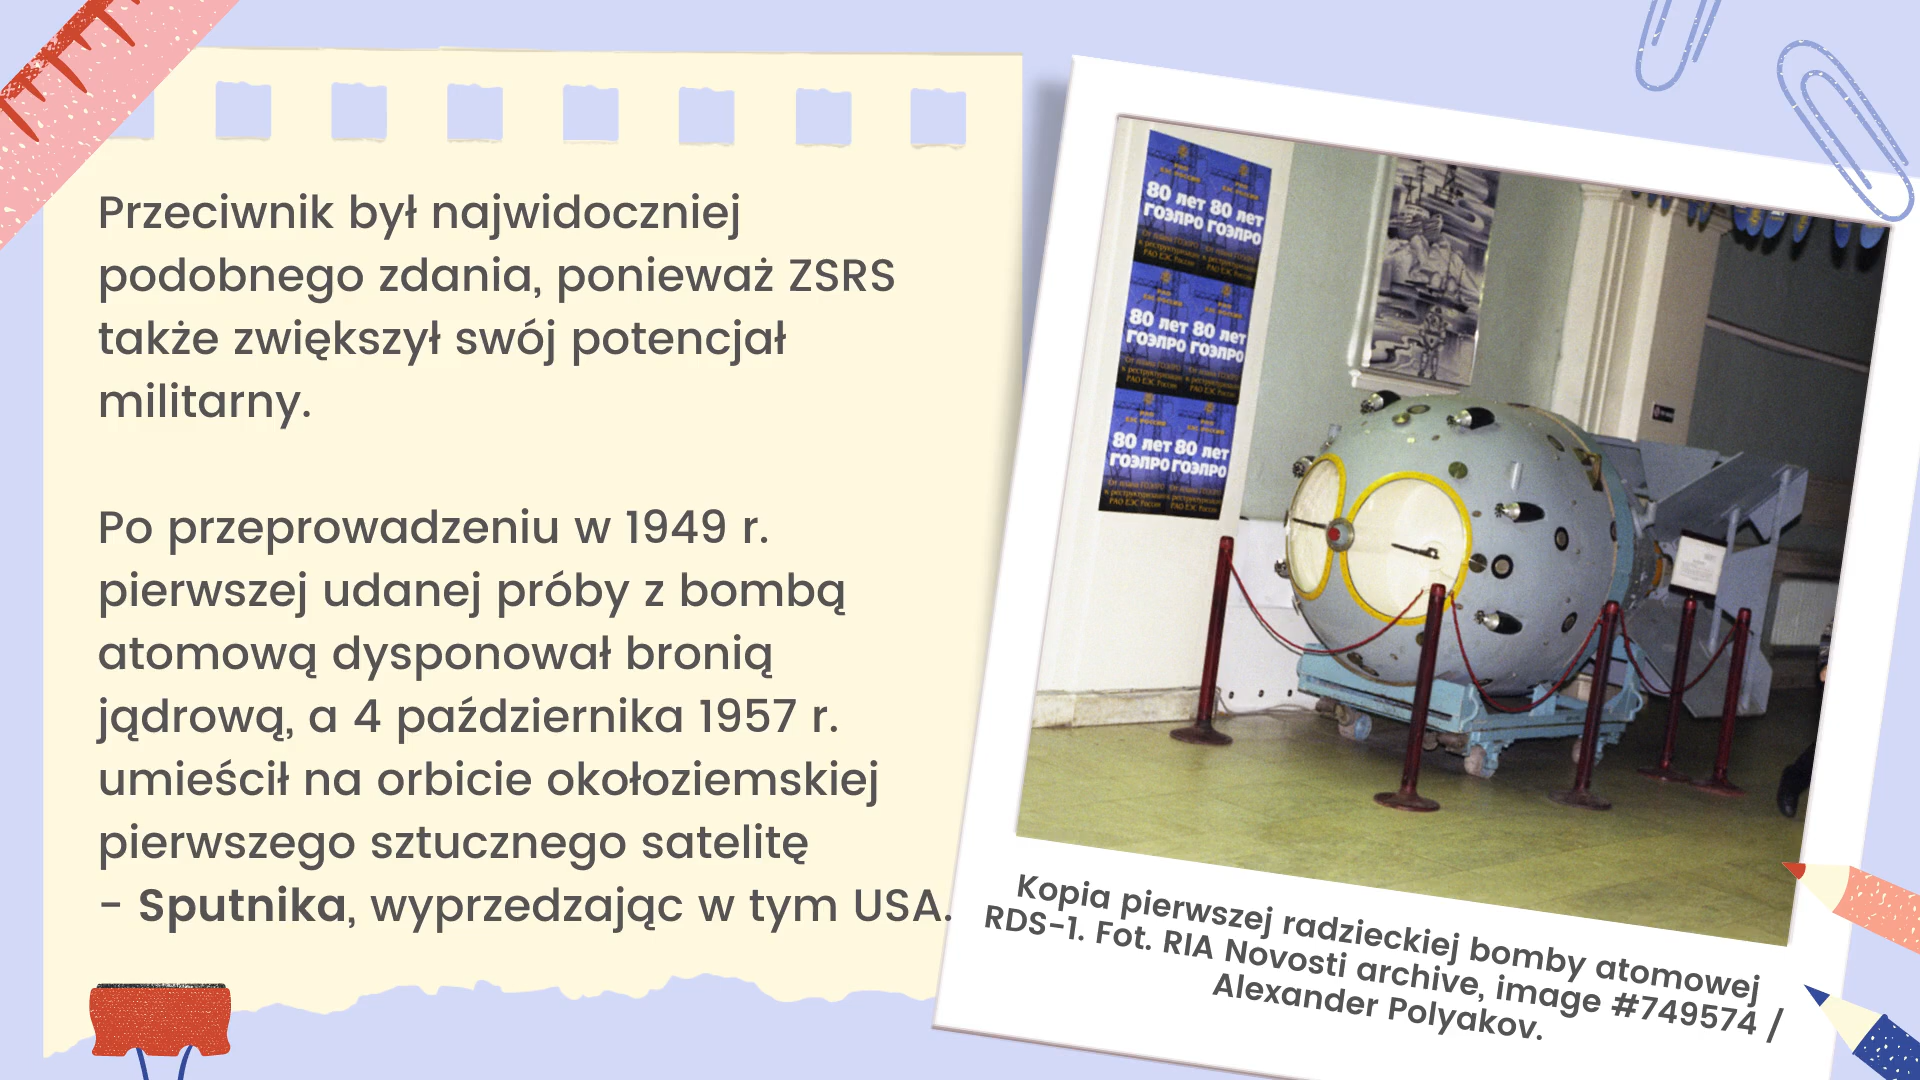 Przeciwnik był najwidoczniej
podobnego zdania, ponieważ ZSRS
także zwiększył swój potencjał
militarny.
Po przeprowadzeniu w 1949 r.
pierwszej udanej próby z bombą
atomową dysponował bronią
jądrową, a 4 października 1957 r.
umieścił na orbicie okołoziemskiej
pierwszego sztucznego satelitę
- Sputnika, wyprzedzając w tym USA.
80 лет 80 лет
ГОЭЛРО ГОЭЛРО
80 лет 80 лет
ГОЭЛРО ГОЭЛРО
80 лет 80 лет
ГОЭЛРО ГОЭЛРО
Kopia pierwszej radzieckiej bomby atomowej
RDS-1. Fot. RIA Novosti archive, image #749574 /
Alexander Polyakov.